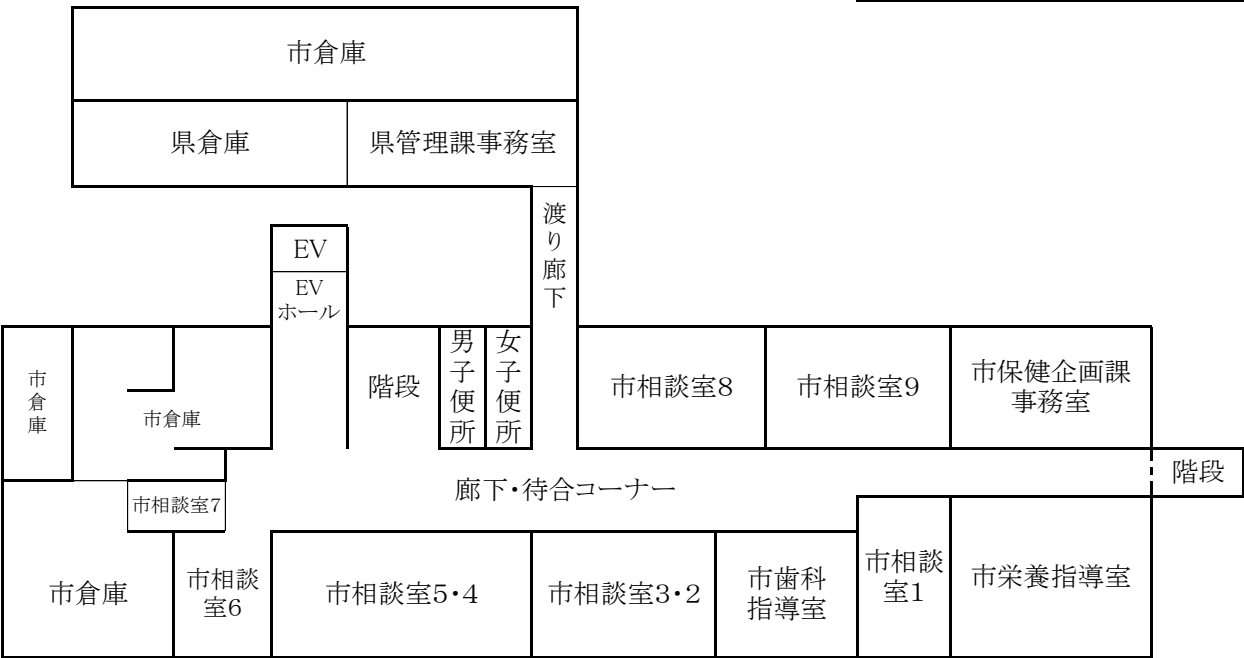 市倉庫
県倉庫
県管理課事務室
渡り廊下
EV
EV
ホール
市倉庫
市倉庫
階段
男子便所
女子便所
市相談室8
市相談室9
市保健企画課
事務室
階段
廊下・待合コーナー
市相談室7
市倉庫
市相談
室6
市相談室5・4
市相談室3・2
市歯科
指導室
市相談
室1
市栄養指導室